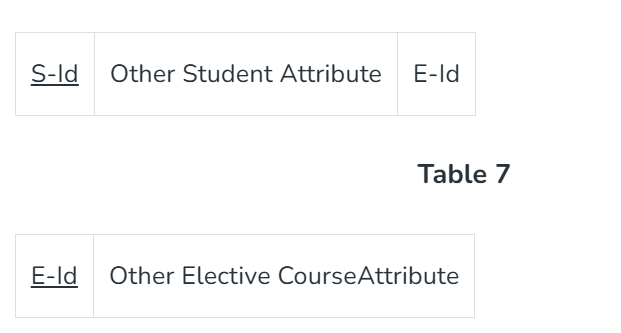 S-Id Other Student Attribute E-Id
Table 7
E-Id Other Elective CourseAttribute